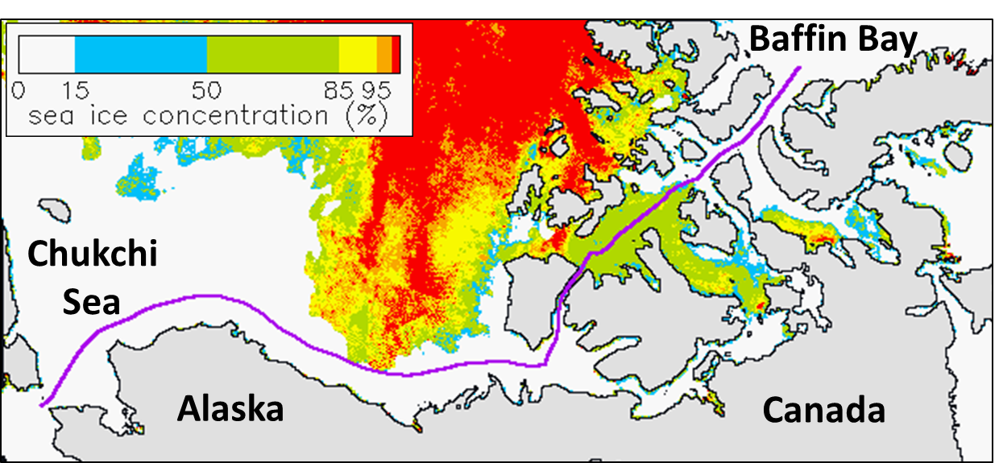 Baffin Bay
0 15 50 85 95
sea ice concentration (%)
Chukchi
Sea
Alaska
Canada